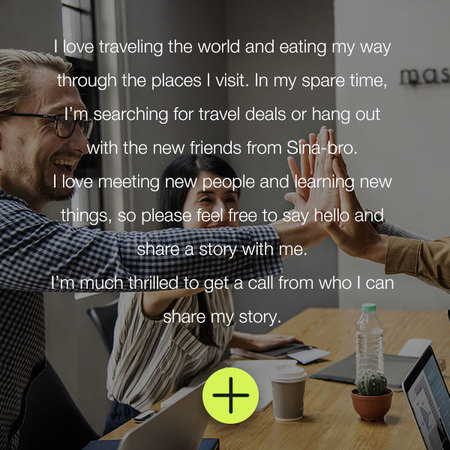 I love traveling the world and eating my way
through the places I visit. In my spare time,
I'm searching for travel deals or hang out
with the new friends from Sina-bro.
I love meeting new people and learning new
things, so please feel free to say hello and
share a story with me.
I'm much thrilled to get a call from who I can
share my story.
mas